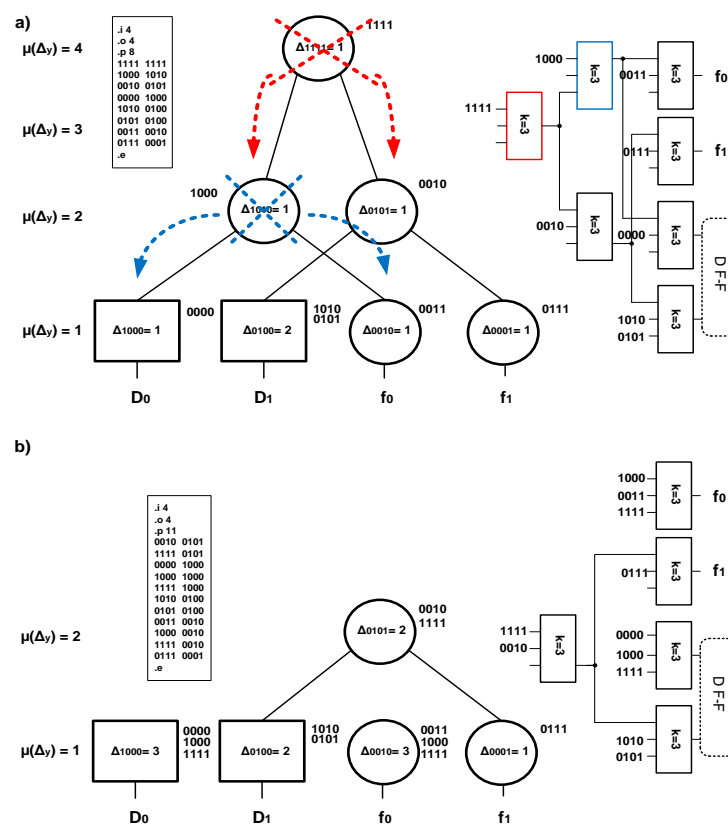 a)
μ(Δy) = 4
.i 4
.o 4
.p 8
1111 1111
1000 1010
0010 0101
0000 1000
1010 0100
0101 0100
0011 0010
0111 0001
.e
Δ1111= 1
1111
μ(Δy) = 3
μ(Δy) = 2
1000
Δ1010= 1
Δ0101= 1
0010
μ(Δy) = 1
Δ1000= 1
0000
Δ0100= 2
1010
0101
Δ0010= 1
0011
Δ0001= 1
0111
D0
D1
f0
f1
1111
k=3
1000
k=3
0010
k=3
0011
k=3
f0
0111
k=3
f1
0000
k=3
1010
0101
k=3
D F-F
b)
.i 4
.o 4
.p 11
0010 0101
1111 0101
0000 1000
1000 1000
1111 1000
1010 0100
0101 0100
0011 0010
1000 0010
1111 0010
0111 0001
.e
μ(Δy) = 2
Δ0101= 2
0010
1111
μ(Δy) = 1
Δ1000= 3
0000
1000
1111
Δ0100= 2
1010
0101
Δ0010= 3
0011
1000
1111
Δ0001= 1
0111
D0
D1
f0
f1
1000
0011
1111
k=3
f0
0111
k=3
f1
1111
0010
k=3
0000
1000
1111
k=3
1010
0101
k=3
D F-F